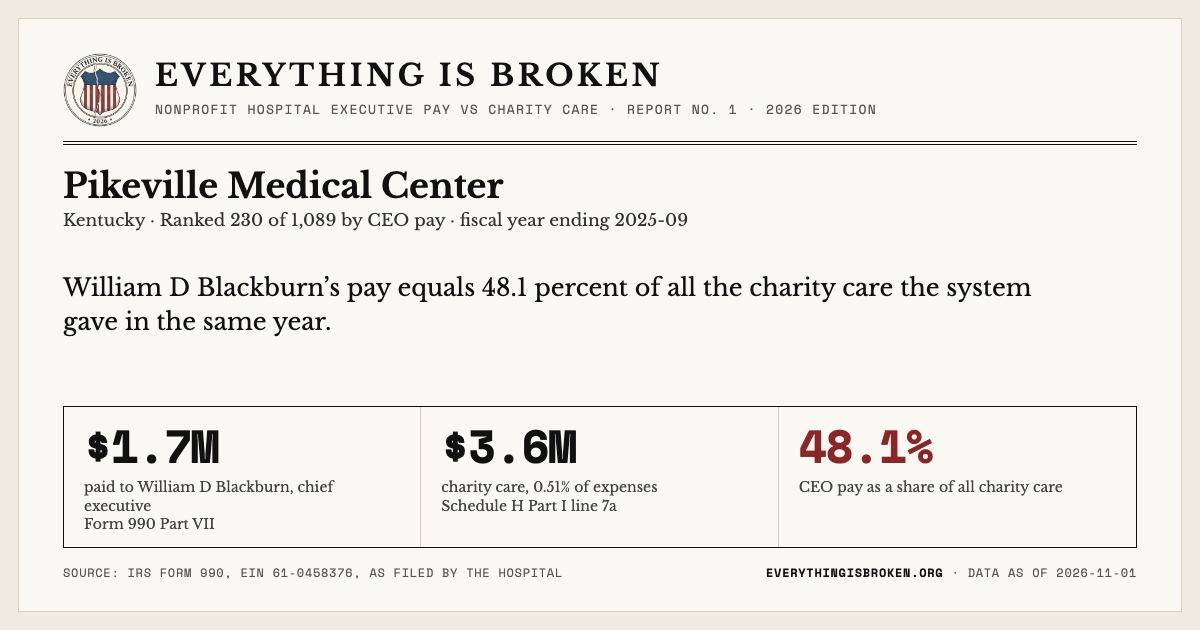 EVERYTHING IS BROKEN
2026
EVERYTHING IS BROKEN
NONPROFIT HOSPITAL EXECUTIVE PAY VS CHARITY CARE · REPORT NO. 1 · 2026 EDITION
Pikeville Medical Center
Kentucky · Ranked 230 of 1,089 by CEO pay · fiscal year ending 2025-09
William D Blackburn’s pay equals 48.1 percent of all the charity care the system
gave in the same year.
$1.7M
paid to William D Blackburn, chief
executive
Form 990 Part VII
$3.6M
charity care, 0.51% of expenses
Schedule H Part I line 7a
48.1%
CEO pay as a share of all charity care
SOURCE: IRS FORM 990, EIN 61-0458376, AS FILED BY THE HOSPITAL
EVERYTHINGISBROKEN.ORG · DATA AS OF 2026-11-01